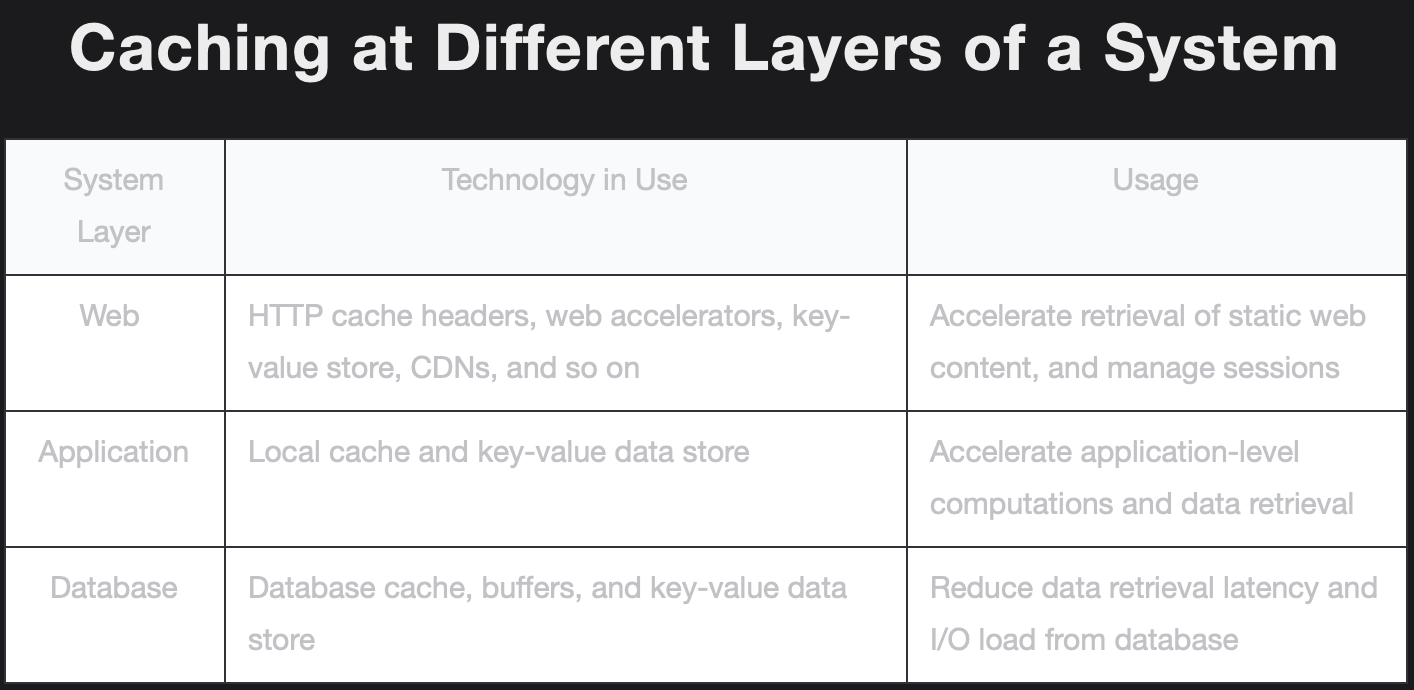 Caching at Different Layers of a System
System
Layer
Technology in Use
Usage
Web
HTTP cache headers, web accelerators, key-
value store, CDNs, and so on
Accelerate retrieval of static web
content, and manage sessions
Application
Local cache and key-value data store
Accelerate application-level
computations and data retrieval
Database
Database cache, buffers, and key-value data
store
Reduce data retrieval latency and
I/O load from database